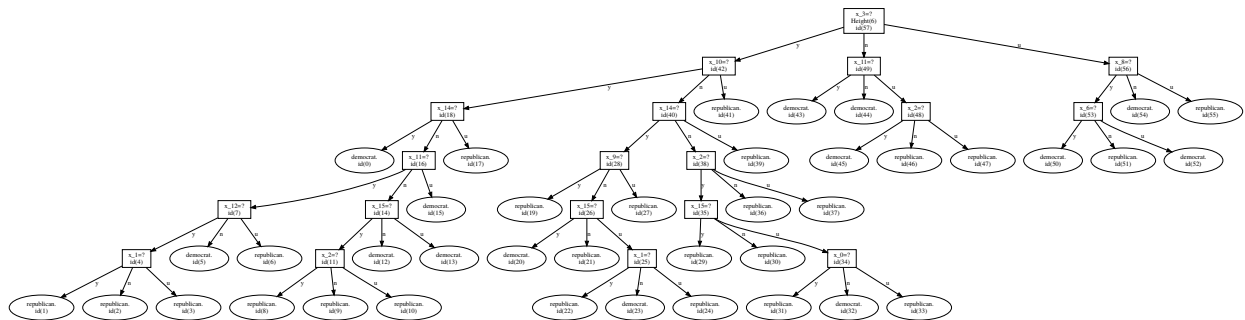 x_3=?
Height(6)
id(57)
y
n
u
x_10=?
id(42)
x_11=?
id(49)
x_8=?
id(56)
y
n
u
y
n
u
y
n
u
x_14=?
id(18)
x_14=?
id(40)
republican.
id(41)
democrat.
id(43)
democrat.
id(44)
x_2=?
id(48)
x_6=?
id(53)
democrat.
id(54)
republican.
id(55)
y
n
u
y
n
u
y
n
u
y
n
u
democrat.
id(0)
x_11=?
id(16)
republican.
id(17)
x_9=?
id(28)
x_2=?
id(38)
republican.
id(39)
democrat.
id(45)
republican.
id(46)
republican.
id(47)
democrat.
id(50)
republican.
id(51)
democrat.
id(52)
y
n
u
y
n
u
y
n
u
x_12=?
id(7)
x_15=?
id(14)
democrat.
id(15)
republican.
id(19)
x_15=?
id(26)
republican.
id(27)
x_15=?
id(35)
republican.
id(36)
republican.
id(37)
y
n
u
y
n
u
y
n
u
y
n
u
x_1=?
id(4)
democrat.
id(5)
republican.
id(6)
x_2=?
id(11)
democrat.
id(12)
democrat.
id(13)
democrat.
id(20)
republican.
id(21)
x_1=?
id(25)
republican.
id(29)
republican.
id(30)
x_0=?
id(34)
y
n
u
y
n
u
y
n
u
y
n
u
republican.
id(1)
republican.
id(2)
republican.
id(3)
republican.
id(8)
republican.
id(9)
republican.
id(10)
republican.
id(22)
democrat.
id(23)
republican.
id(24)
republican.
id(31)
democrat.
id(32)
republican.
id(33)